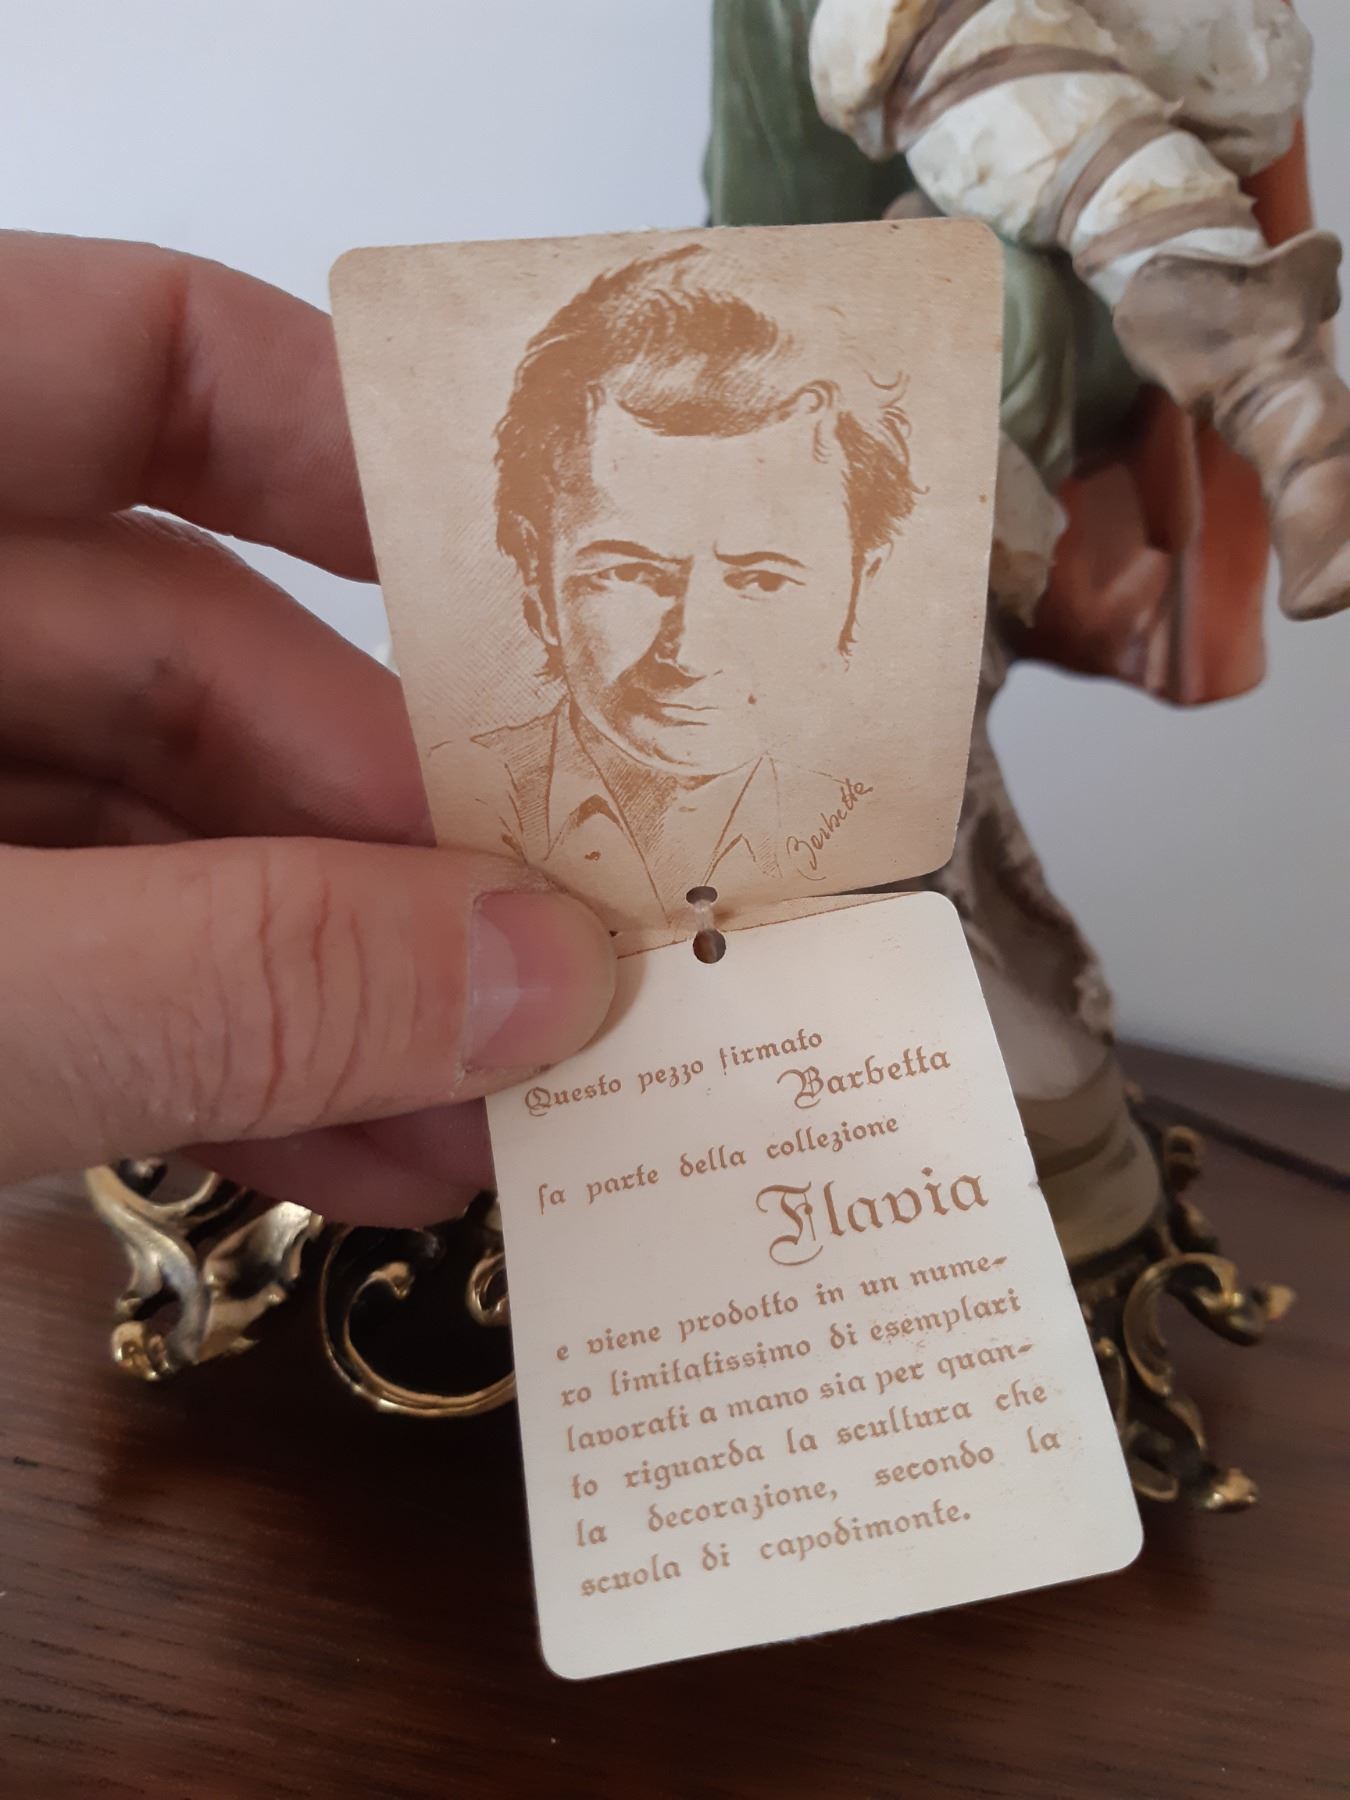 Barbetta
Questo pezzo firmato
Barbetta
fa parte della collezione
Flavia
e viene prodotto in un nume-
ro limitatissimo di esemplari
lavorati a mano sia per quan-
to riguarda la scultura che
la decorazione, secondo la
scuola di capodimonte.